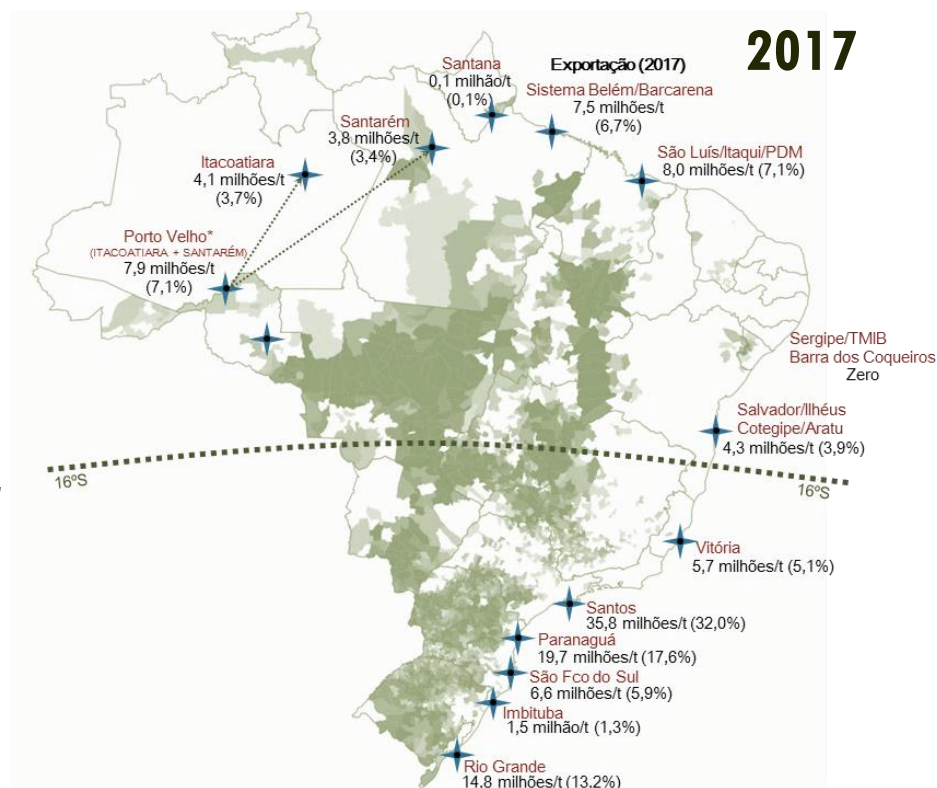 2017
Exportação (2017)
Santana
0,1 milhão/t
(0,1%)
Sistema Belém/Barcarena
7,5 milhões/t
(6,7%)
Santarém
3,8 milhões/t
(3,4%)
São Luís/Itaqui/PDM
8,0 milhões/t (7,1%)
Itacoatiara
4,1 milhões/t
(3,7%)
Porto Velho*
(ITACOATIARA + SANTARÉM)
7,9 milhões/t
(7,1%)
Sergipe/TMIB
Barra dos Coqueiros
Zero
Salvador/Ilhéus
Cotegipe/Aratu
4,3 milhões/t (3,9%)
16ºS
16ºS
Vitória
5,7 milhões/t (5,1%)
Santos
35,8 milhões/t (32,0%)
Paranaguá
19,7 milhões/t (17,6%)
São Fco do Sul
6,6 milhões/t (5,9%)
Imbituba
1,5 milhão/t (1,3%)
Rio Grande
14,8 milhões/t (13,2%)